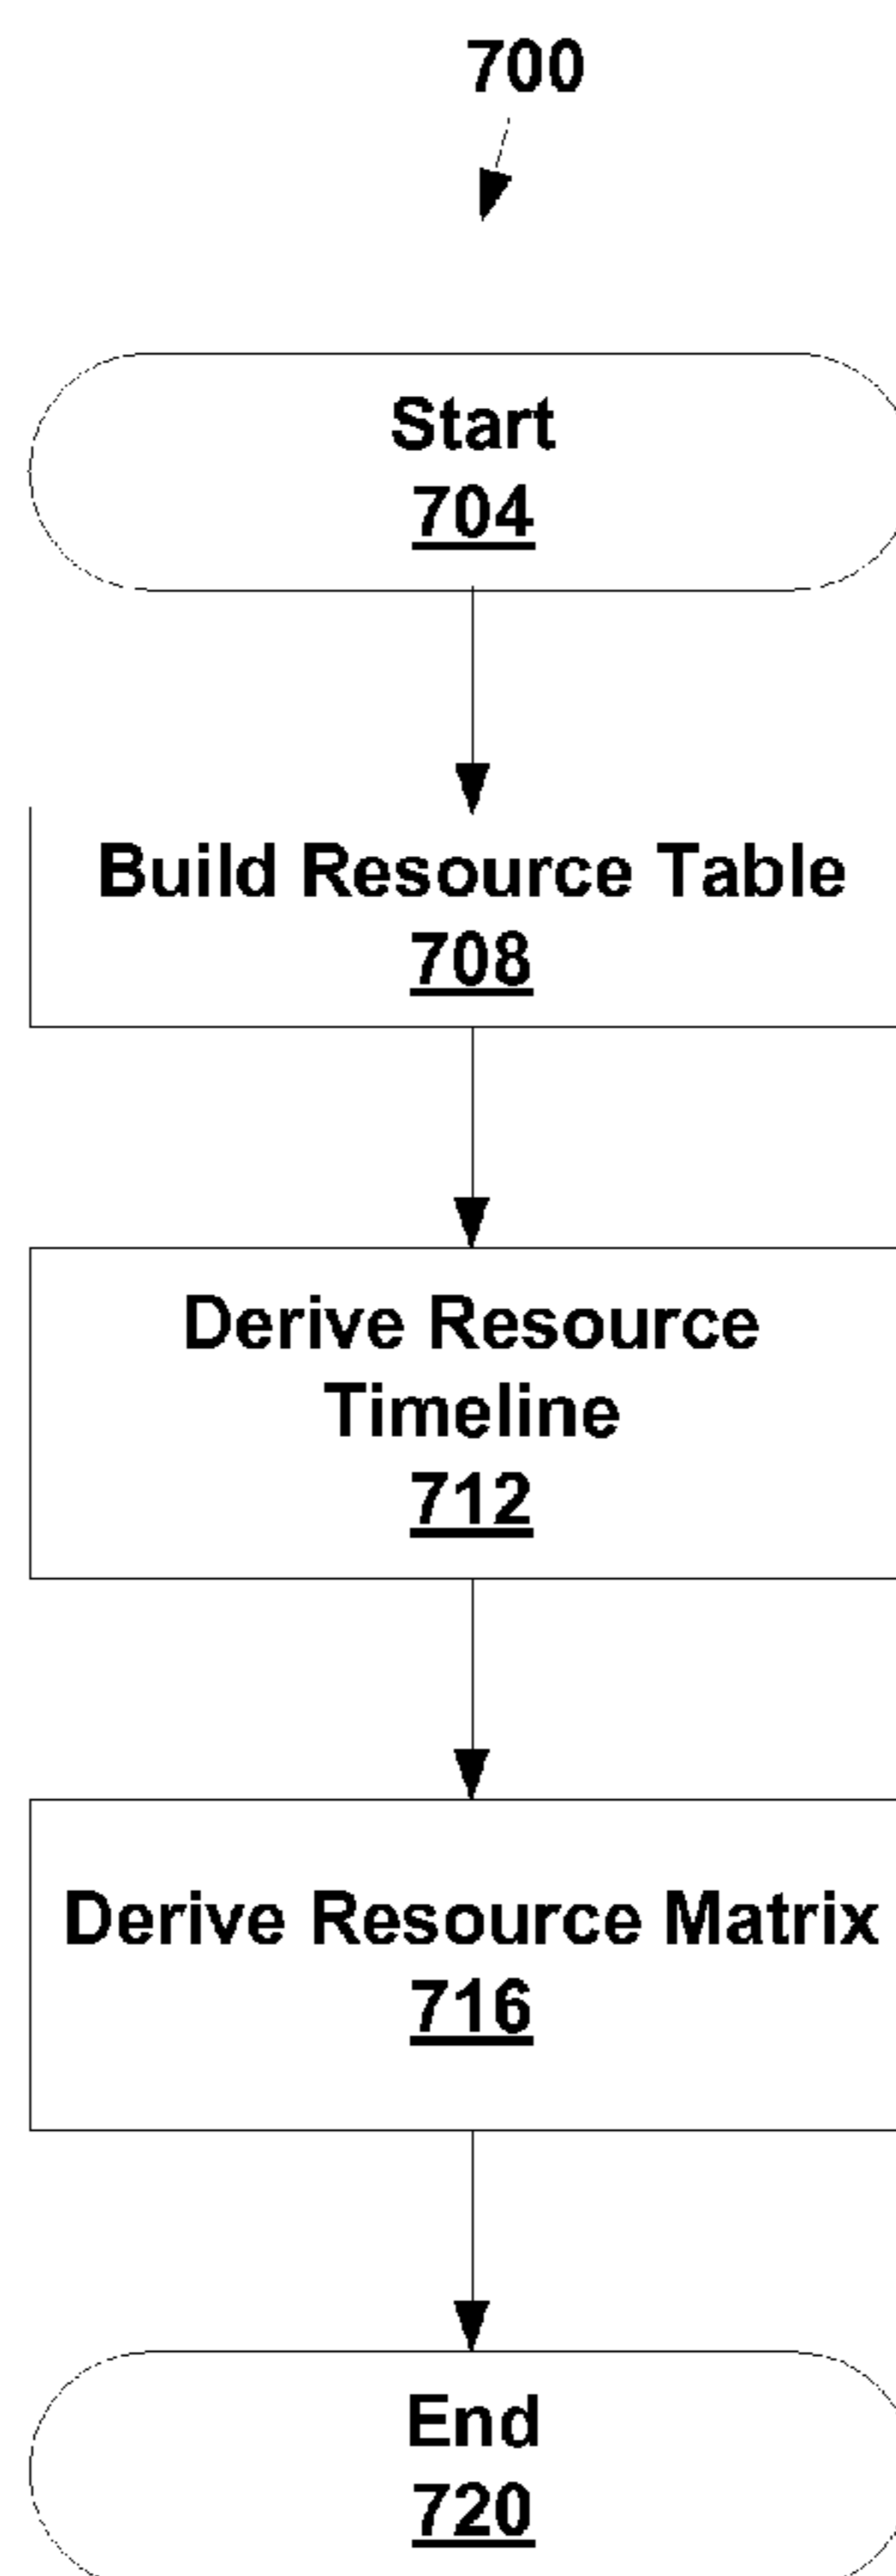 700
Start
704
Build Resource Table
708
Derive Resource
Timeline
712
Derive Resource Matrix
716
End
720